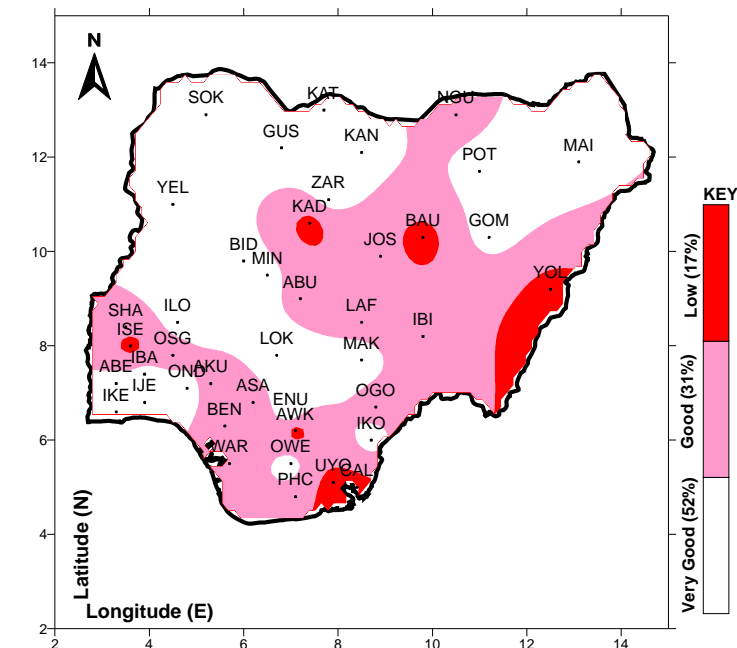 N
14
12
10
8
6
4
2
SOK
KAT
NGU
GUS
KAN
POT
MAI
YEL
ZAR
KAD
BAU
GOM
BID
MIN
JOS
YOL
ABU
SHA
ILO
LAF
IBI
ISE
OSG
LOK
MAK
IBA
ABE
OND
AKU
IJE
ASA
OGO
IKE
BEN
ENU
AWK
IKO
WAR
OWE
UYO
CAL
PHC
Latitude (N)
Longitude (E)
2 4 6 8 10 12 14
KEY
Low (17%)
Good (31%)
Very Good (52%)